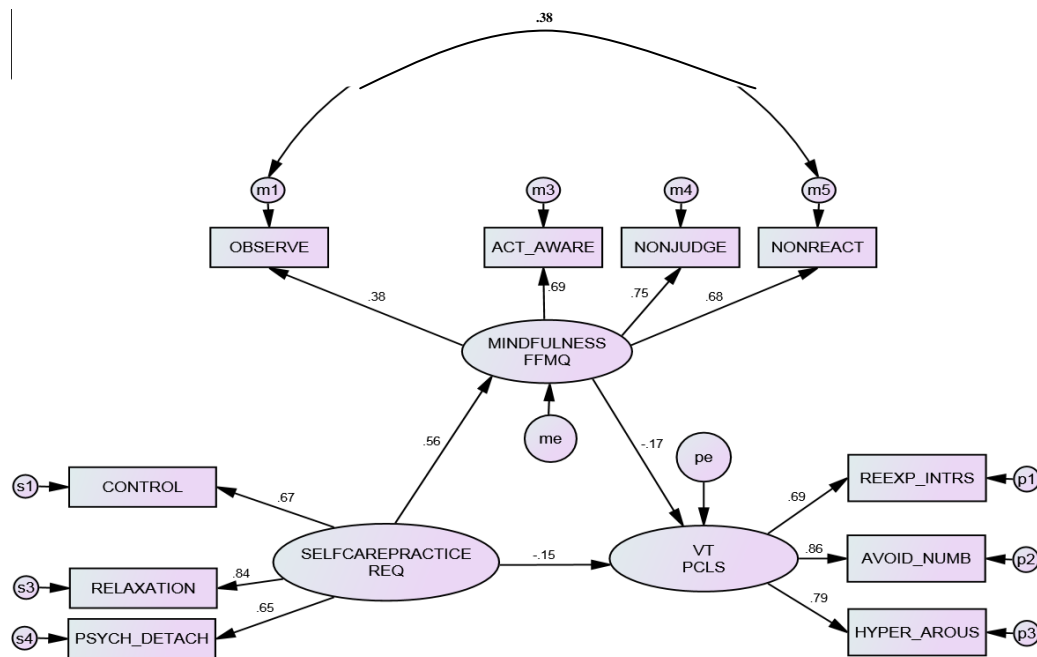 .38
m1
m3
m4
m5
OBSERVE
ACT_AWARE
NONJUDGE
NONREACT
.38
.69
.75
.68
MINDFULNESS
FFMQ
me
.56
-.17
pe
s1
CONTROL
.67
.69
REEXP_INTRS
p1
SELFCAREPRACTICE
REQ
-.15
VT
PCLS
.86
AVOID_NUMB
p2
s3
RELAXATION
.84
.79
s4
PSYCH_DETACH
.65
HYPER_AROUS
p3